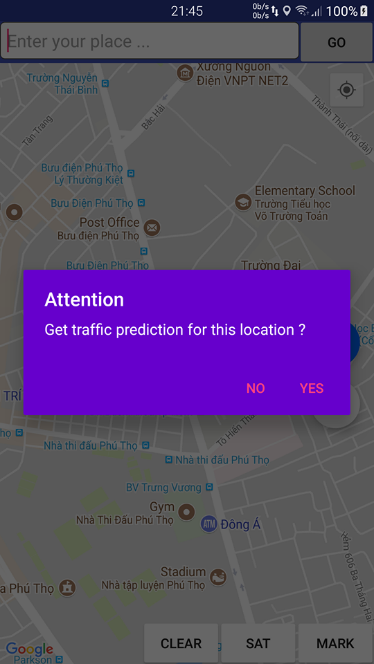 0b/s
0b/s
21:45
100%
Enter your place ...
GO
Xưởng Nguồn
Điện VNPT NET2
Trường Nguyễn
Thái Bình
Thành Thái (nối dài)
Tân Trang
Bắc Hải
Bưu điện Phú Thọ
Lý Thường Kiệt
Bưu điện Phú Thọ
Elementary School
Trường Tiểu học
Võ Trường Toản
Post Office
Bưu điện Phú Thọ
Bưu điện Phú Thọ
Trường Đại
Attention
Get traffic prediction for this location ?
NO
YES
TRÍ
Tô Hiến Thà
họ
Nhà thi đấu Phú Thọ
Nhà thi đấu Phú Thọ
BV Trưng Vương
Gym
Nhà Thi Đấu Phú Thọ
ATM
Đông Á
Stadium
Nhà tập luyện Phú Thọ
a Phú Thọ
Google
Parkson
CLEAR
SAT
MARK